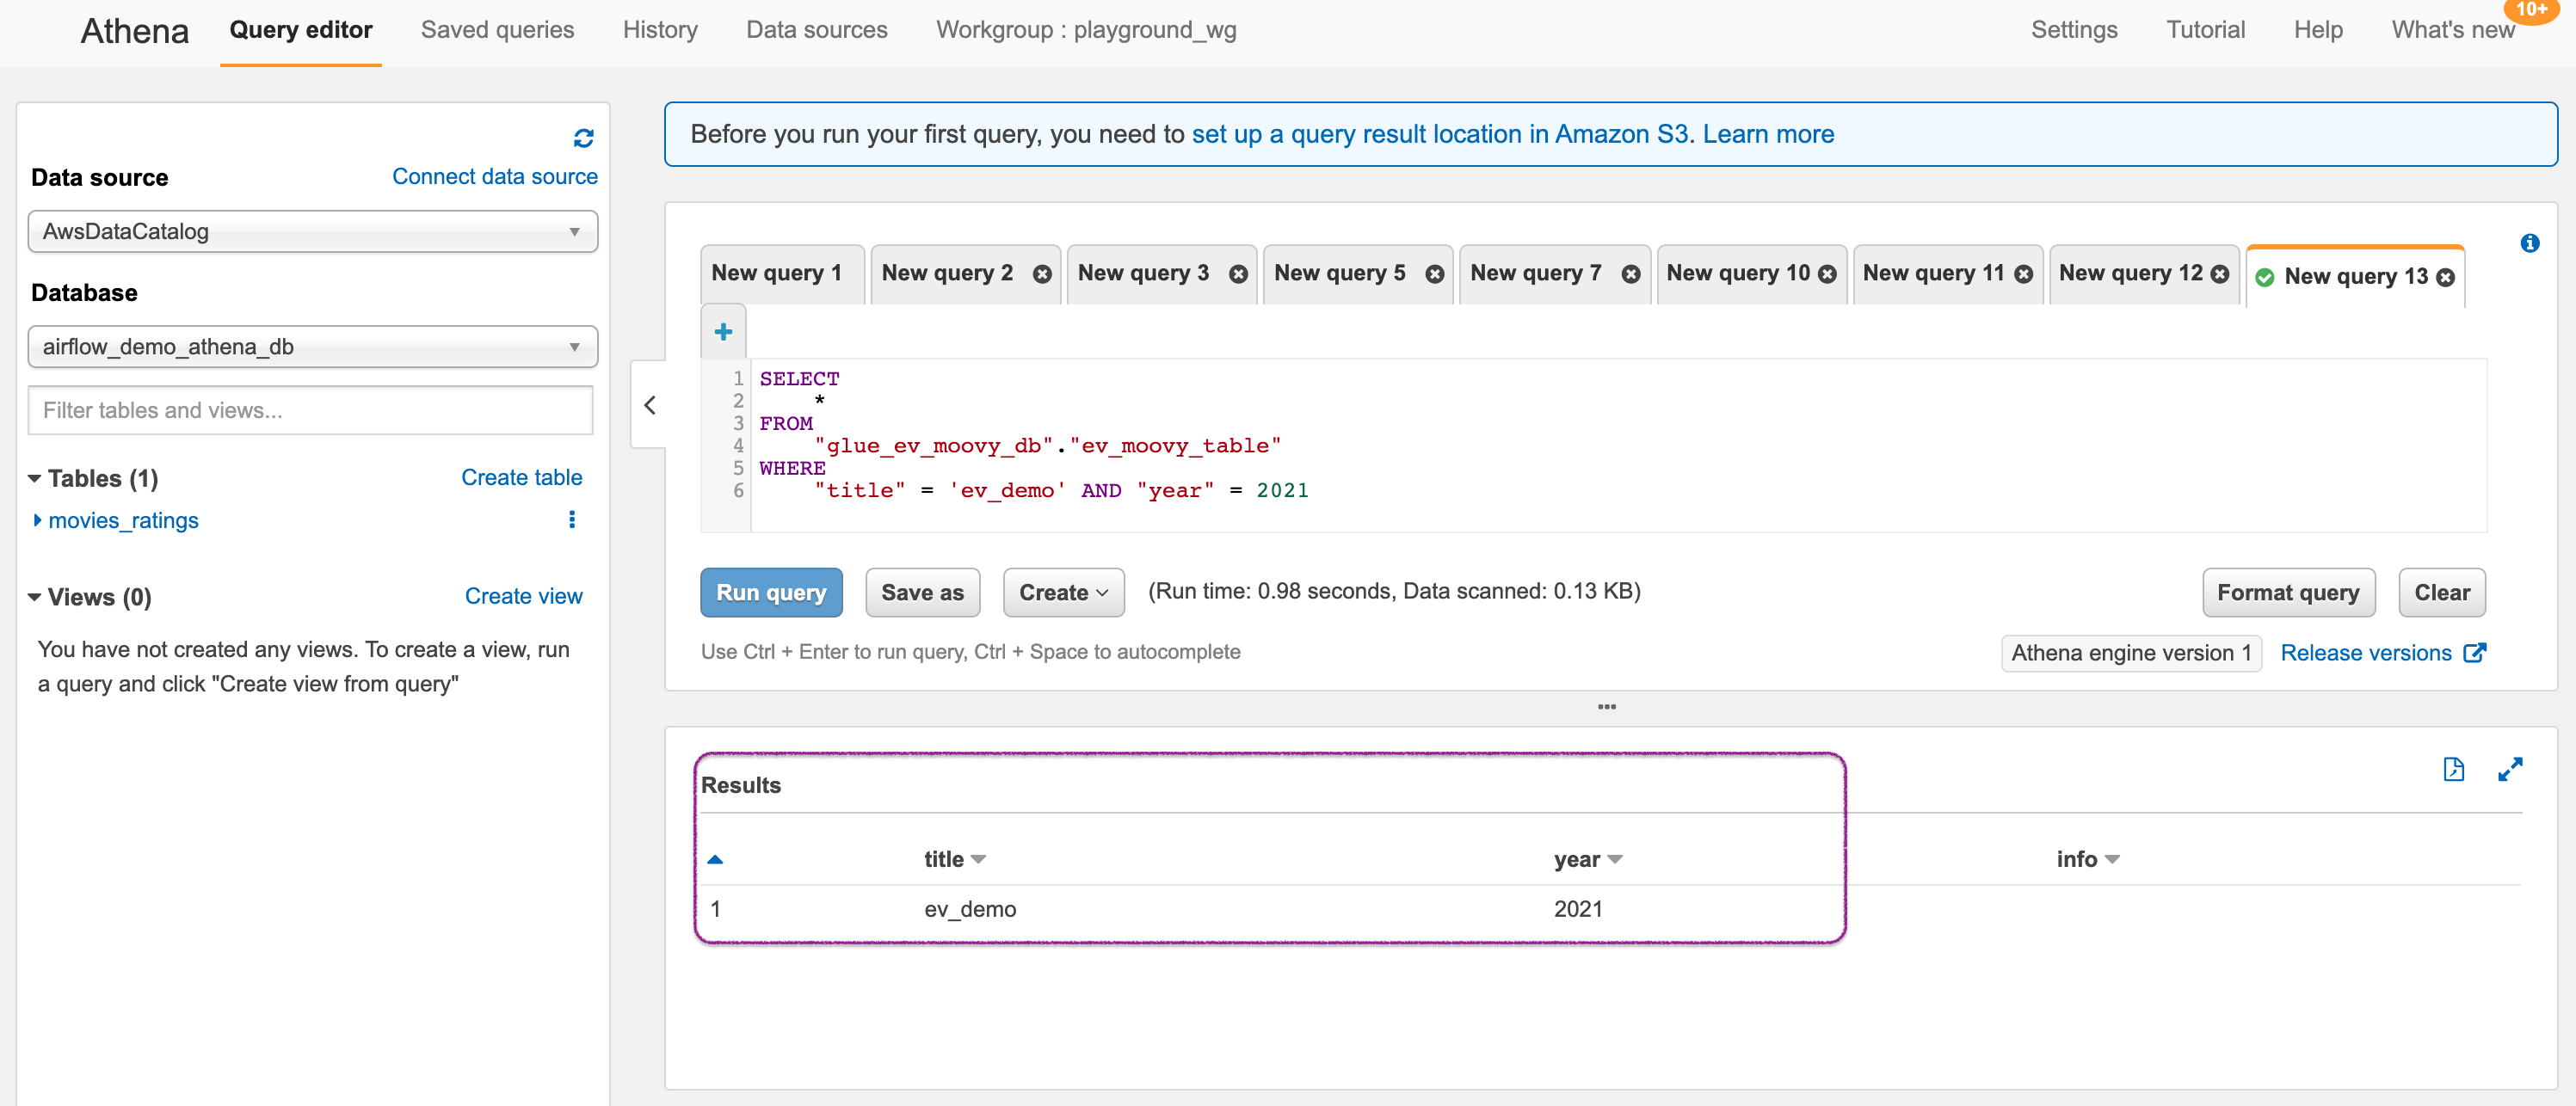 Athena Query editor Saved queries History Data sources Workgroup : playground_wg Settings Tutorial Help What's new 10+
Data source Connect data source
AwsDataCatalog
Database
airflow_demo_athena_db
Filter tables and views...
Tables (1) Create table
movies_ratings
Views (0) Create view
You have not created any views. To create a view, run
a query and click "Create view from query"
Before you run your first query, you need to set up a query result location in Amazon S3. Learn more
New query 1 New query 2 New query 3 New query 5 New query 7 New query 10 New query 11 New query 12 New query 13
1 SELECT
2 *
3 FROM
4 "glue_ev_moovy_db"."ev_moovy_table"
5 WHERE
6 "title" = 'ev_demo' AND "year" = 2021
Run query Save as Create (Run time: 0.98 seconds, Data scanned: 0.13 KB) Format query Clear
Use Ctrl + Enter to run query, Ctrl + Space to autocomplete Athena engine version 1 Release versions
Results
title year info
1 ev_demo 2021